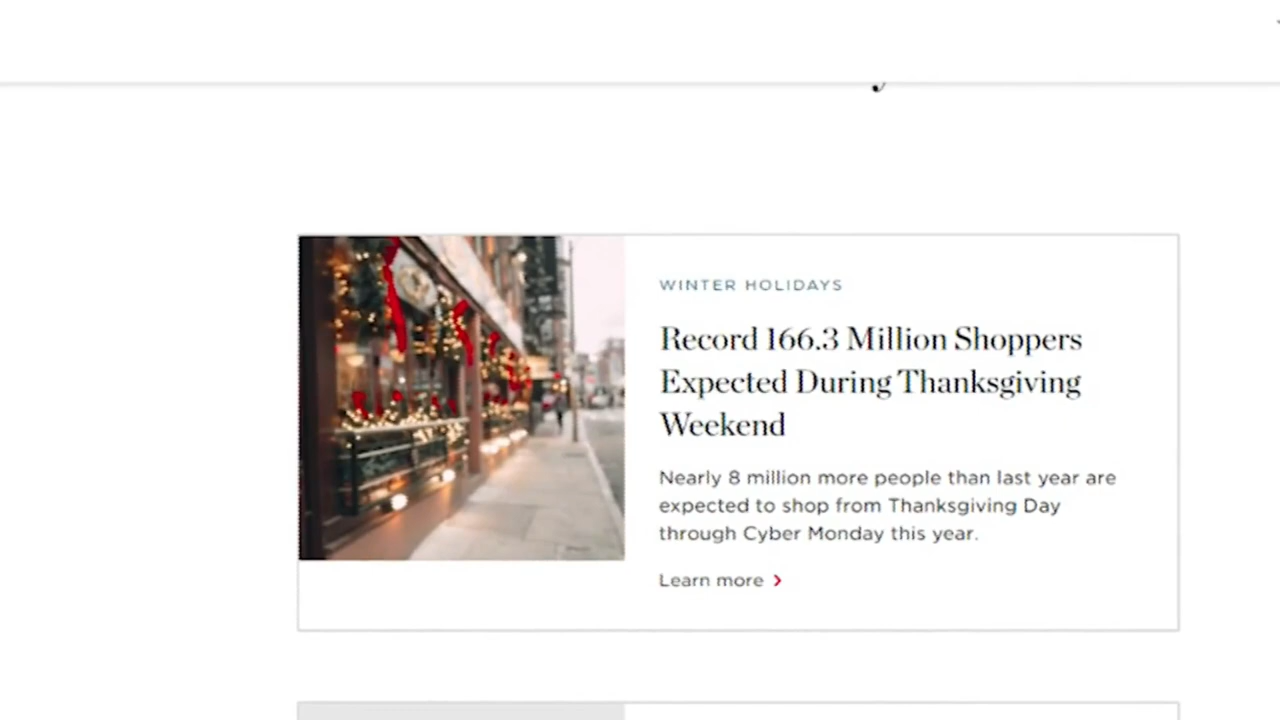 WINTER HOLIDAYS
Record 166.3 Million Shoppers
Expected During Thanksgiving
Weekend
Nearly 8 million more people than last year are
expected to shop from Thanksgiving Day
through Cyber Monday this year.
Learn more